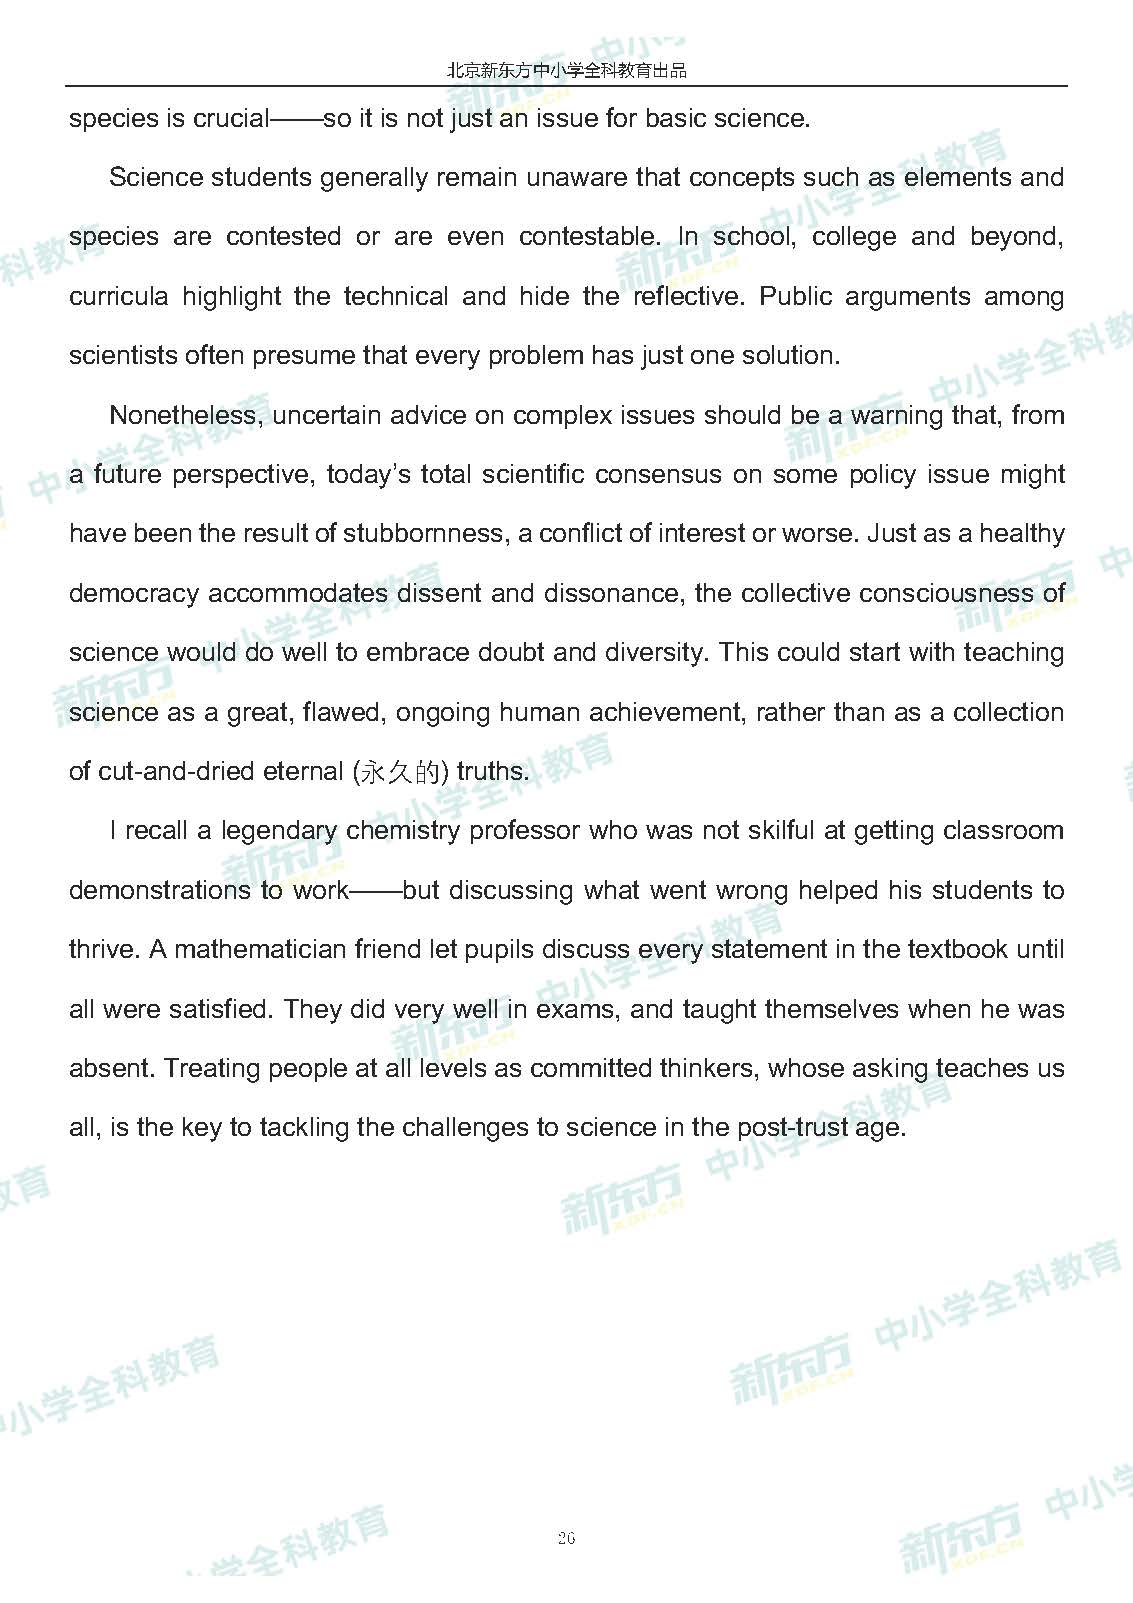 北京新东方中小学全科教育出品
species is crucial——so it is not just an issue for basic science.
Science students generally remain unaware that concepts such as elements and
species are contested or are even contestable. In school, college and beyond,
curricula highlight the technical and hide the reflective. Public arguments among
scientists often presume that every problem has just one solution.
Nonetheless, uncertain advice on complex issues should be a warning that, from
a future perspective, today’s total scientific consensus on some policy issue might
have been the result of stubbornness, a conflict of interest or worse. Just as a healthy
democracy accommodates dissent and dissonance, the collective consciousness of
science would do well to embrace doubt and diversity. This could start with teaching
science as a great, flawed, ongoing human achievement, rather than as a collection
of cut-and-dried eternal (永久的) truths.
I recall a legendary chemistry professor who was not skilful at getting classroom
demonstrations to work——but discussing what went wrong helped his students to
thrive. A mathematician friend let pupils discuss every statement in the textbook until
all were satisfied. They did very well in exams, and taught themselves when he was
absent. Treating people at all levels as committed thinkers, whose asking teaches us
all, is the key to tackling the challenges to science in the post-trust age.
新东方 XDF.CN 中小学全科教育
26